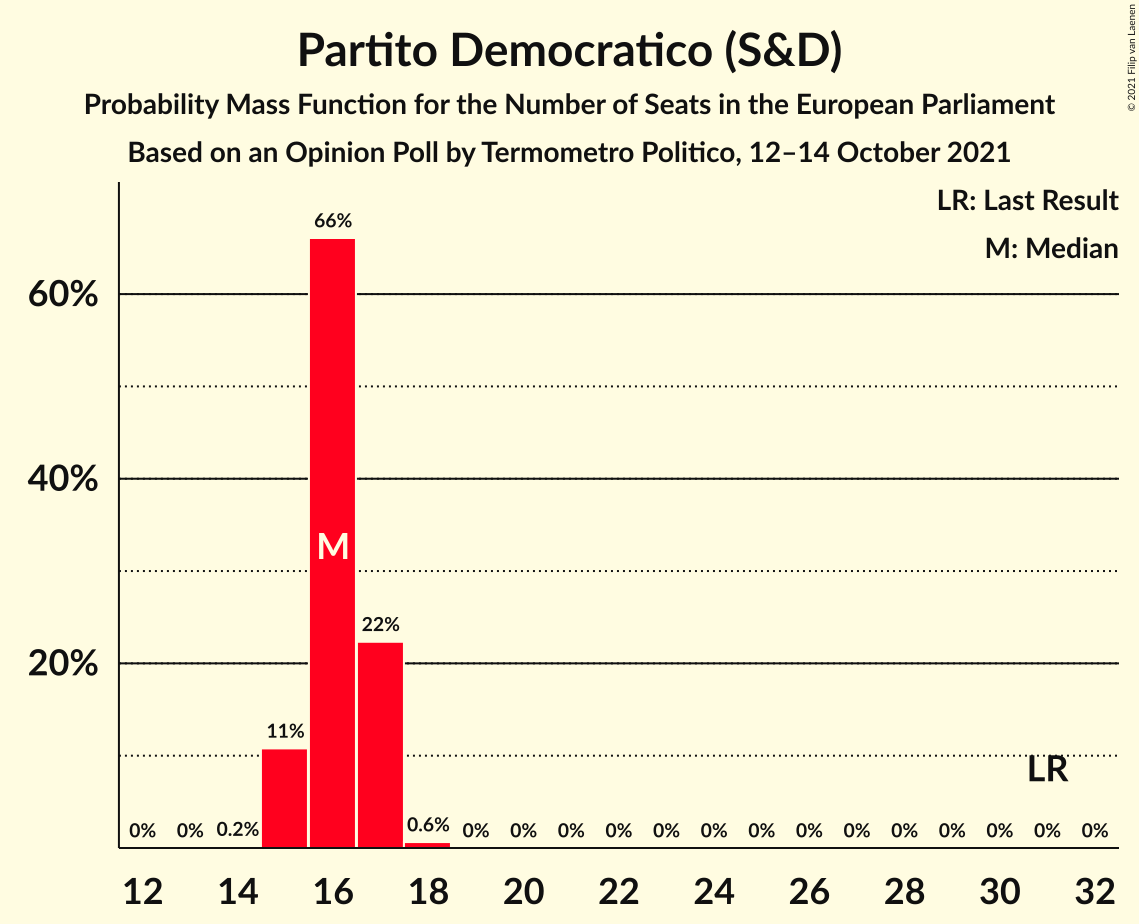 Partito Democratico (S&D)
Probability Mass Function for the Number of Seats in the European Parliament
Based on an Opinion Poll by Termometro Politico, 12–14 October 2021
© 2021 Filip van Laenen
LR: Last Result
M: Median
60%
40%
20%
0%
0%
0.2%
11%
66%
M
22%
0.6%
0%
0%
0%
0%
0%
0%
0%
0%
0%
0%
0%
0%
LR
0%
0%
12 14 16 18 20 22 24 26 28 30 32